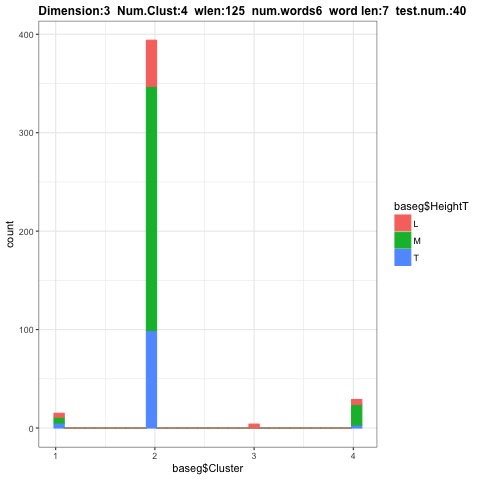 Dimension:3  Num.Clust:4  wlen:125  num.words6  word len:7  test.num.:40
400
300
200
100
0
count
1 2 3 4
baseg$Cluster
baseg$HeightT
L
M
T